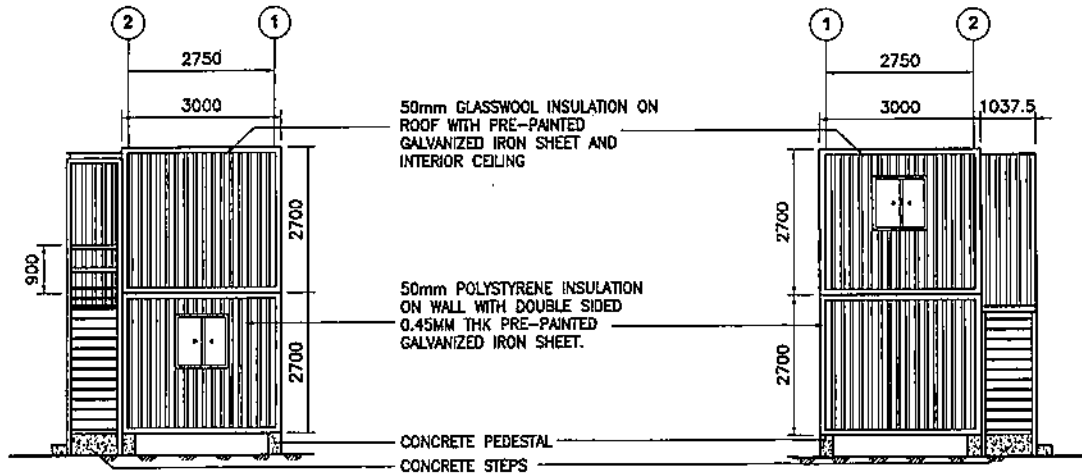 2 1
1 2
2750
2750
3000
3000 1037.5
50mm GLASSWOOL INSULATION ON
ROOF WITH PRE-PAINTED
GALVANIZED IRON SHEET AND
INTERIOR CEILING
2700
2700
900
50mm POLYSTYRENE INSULATION
ON WALL WITH DOUBLE SIDED
0.45MM THK PRE-PAINTED
GALVANIZED IRON SHEET.
2700
2700
CONCRETE PEDESTAL
CONCRETE STEPS